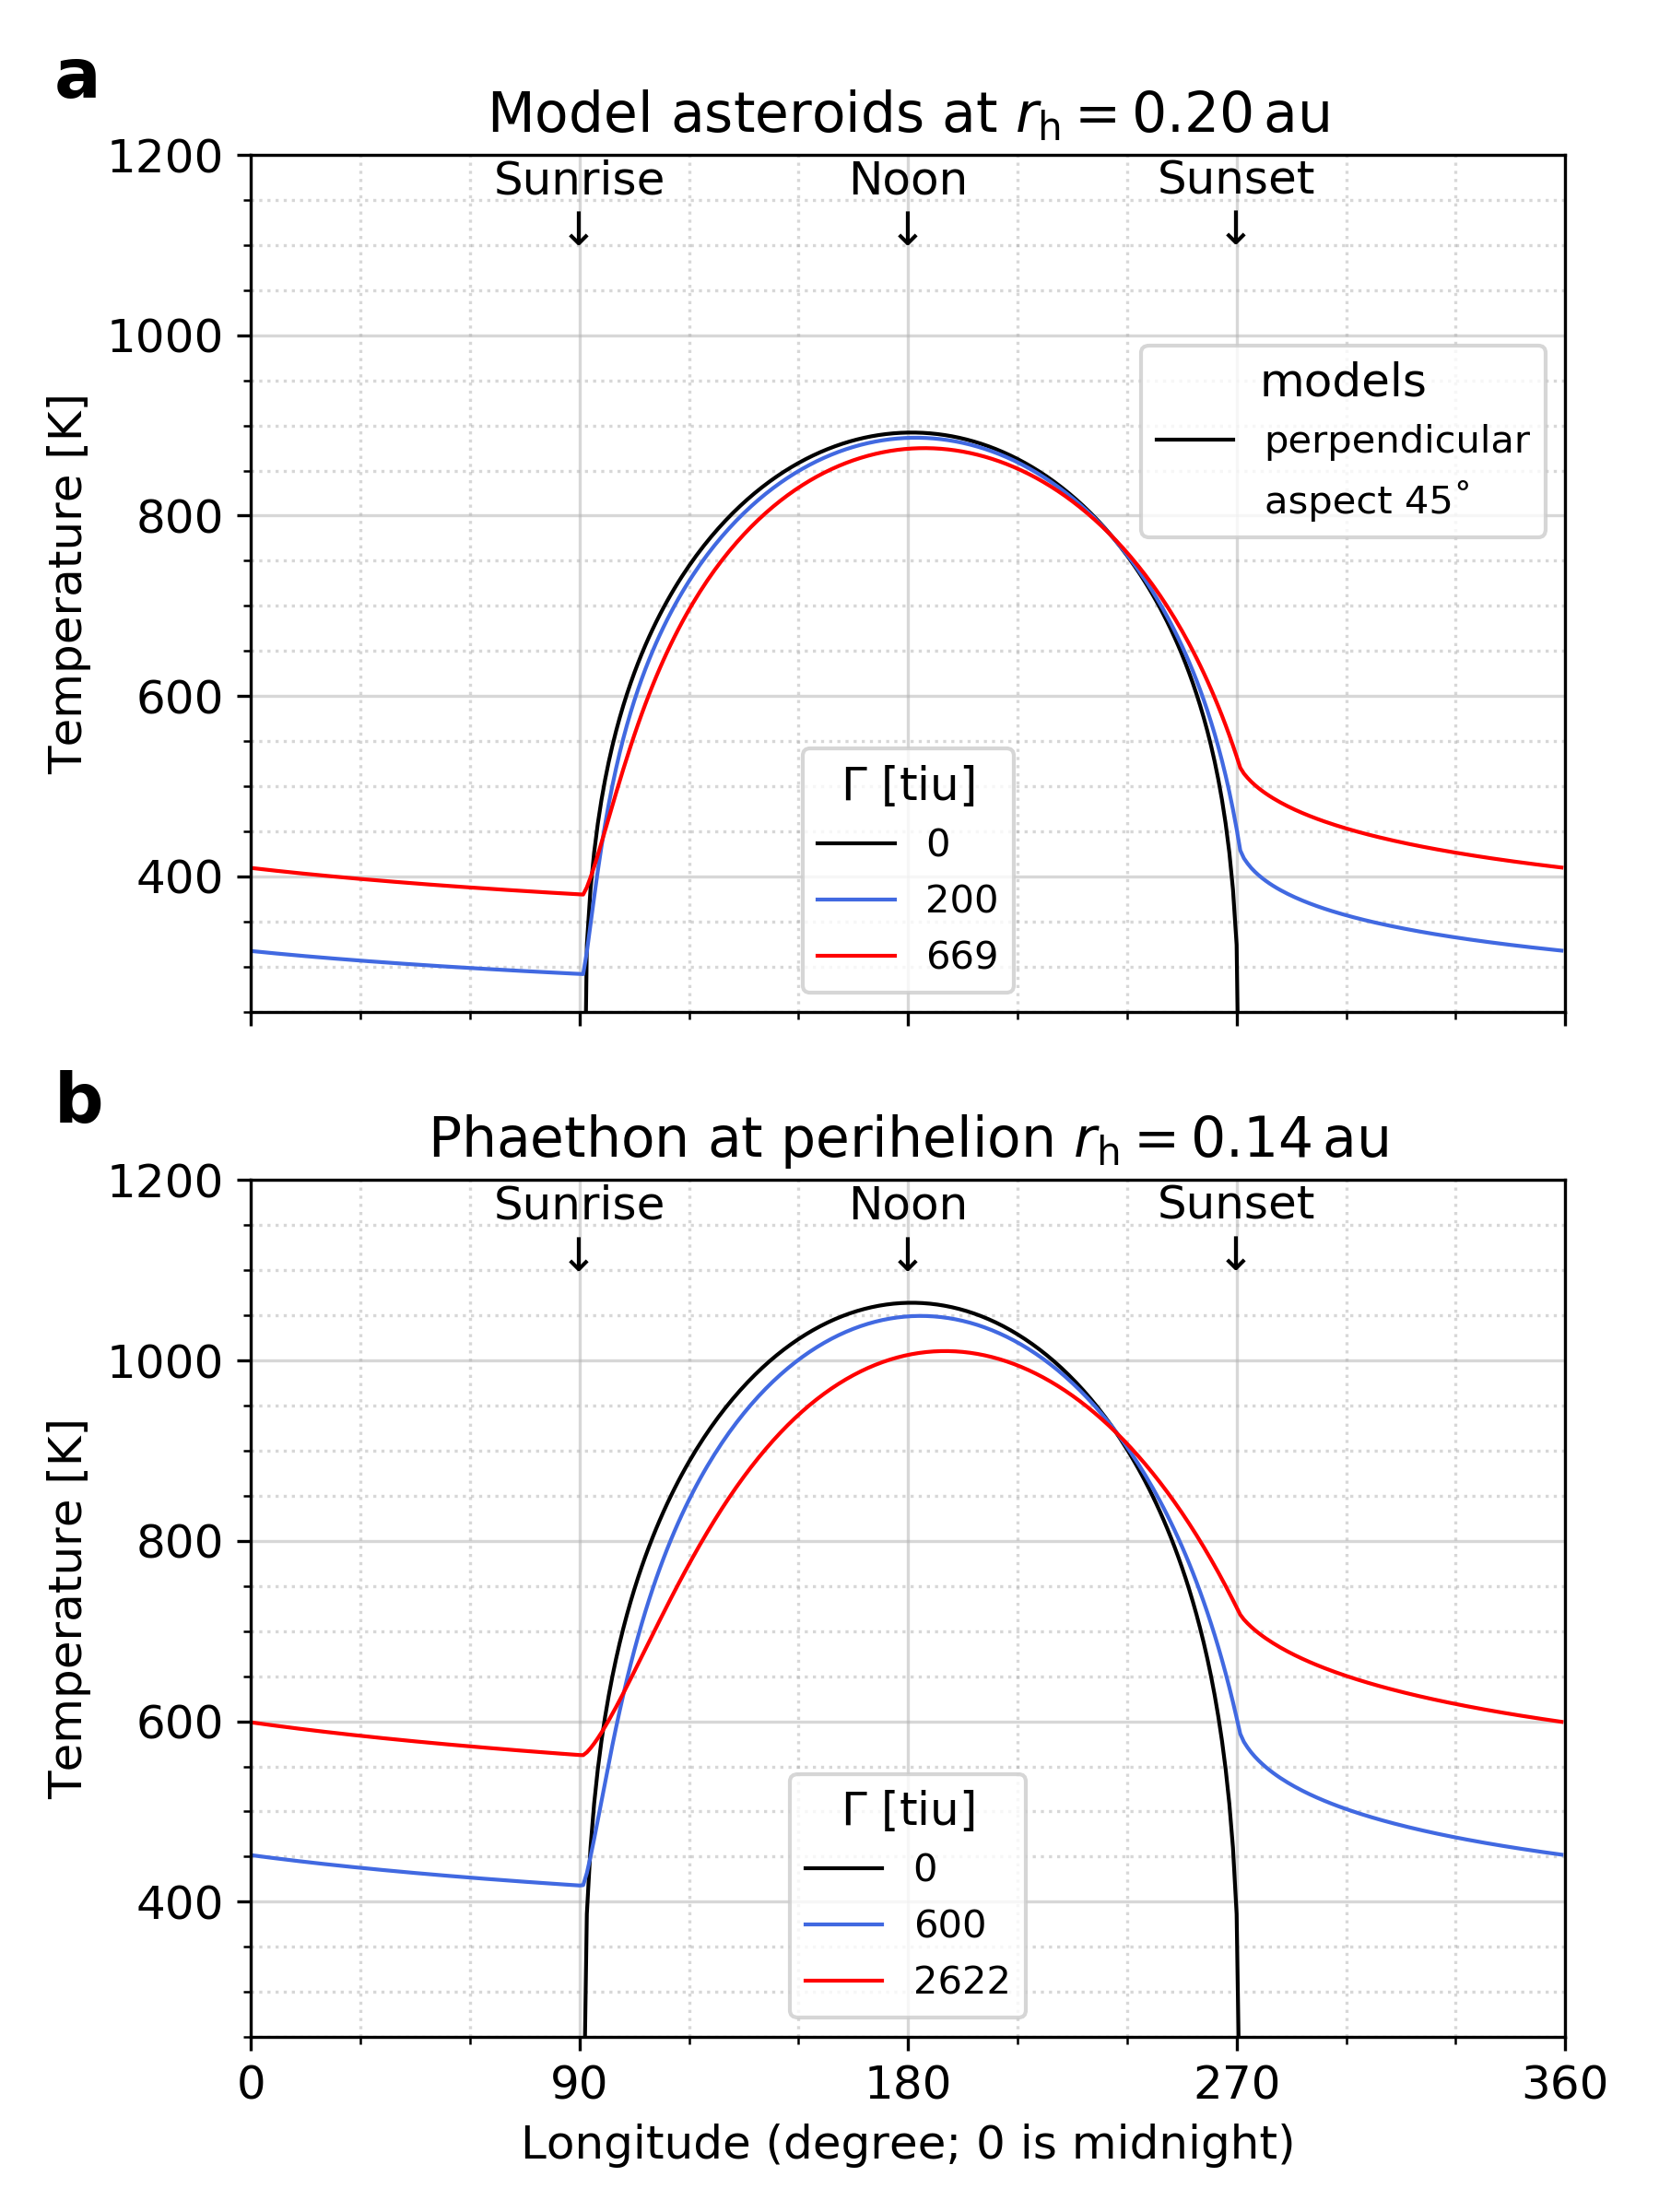 a
Model asteroids at r_h = 0.20 au
1200
Sunrise Noon Sunset
↓ ↓ ↓
1000
models
perpendicular
aspect 45°
800
Temperature [K]
600
Γ [tiu]
0
200
669
400
b
Phaethon at perihelion r_h = 0.14 au
1200
Sunrise Noon Sunset
↓ ↓ ↓
1000
800
Temperature [K]
600
Γ [tiu]
0
600
2622
400
0 90 180 270 360
Longitude (degree; 0 is midnight)